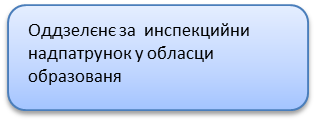 Оддзелєнє за инспекцийни
надпатрунок у обласци
образованя